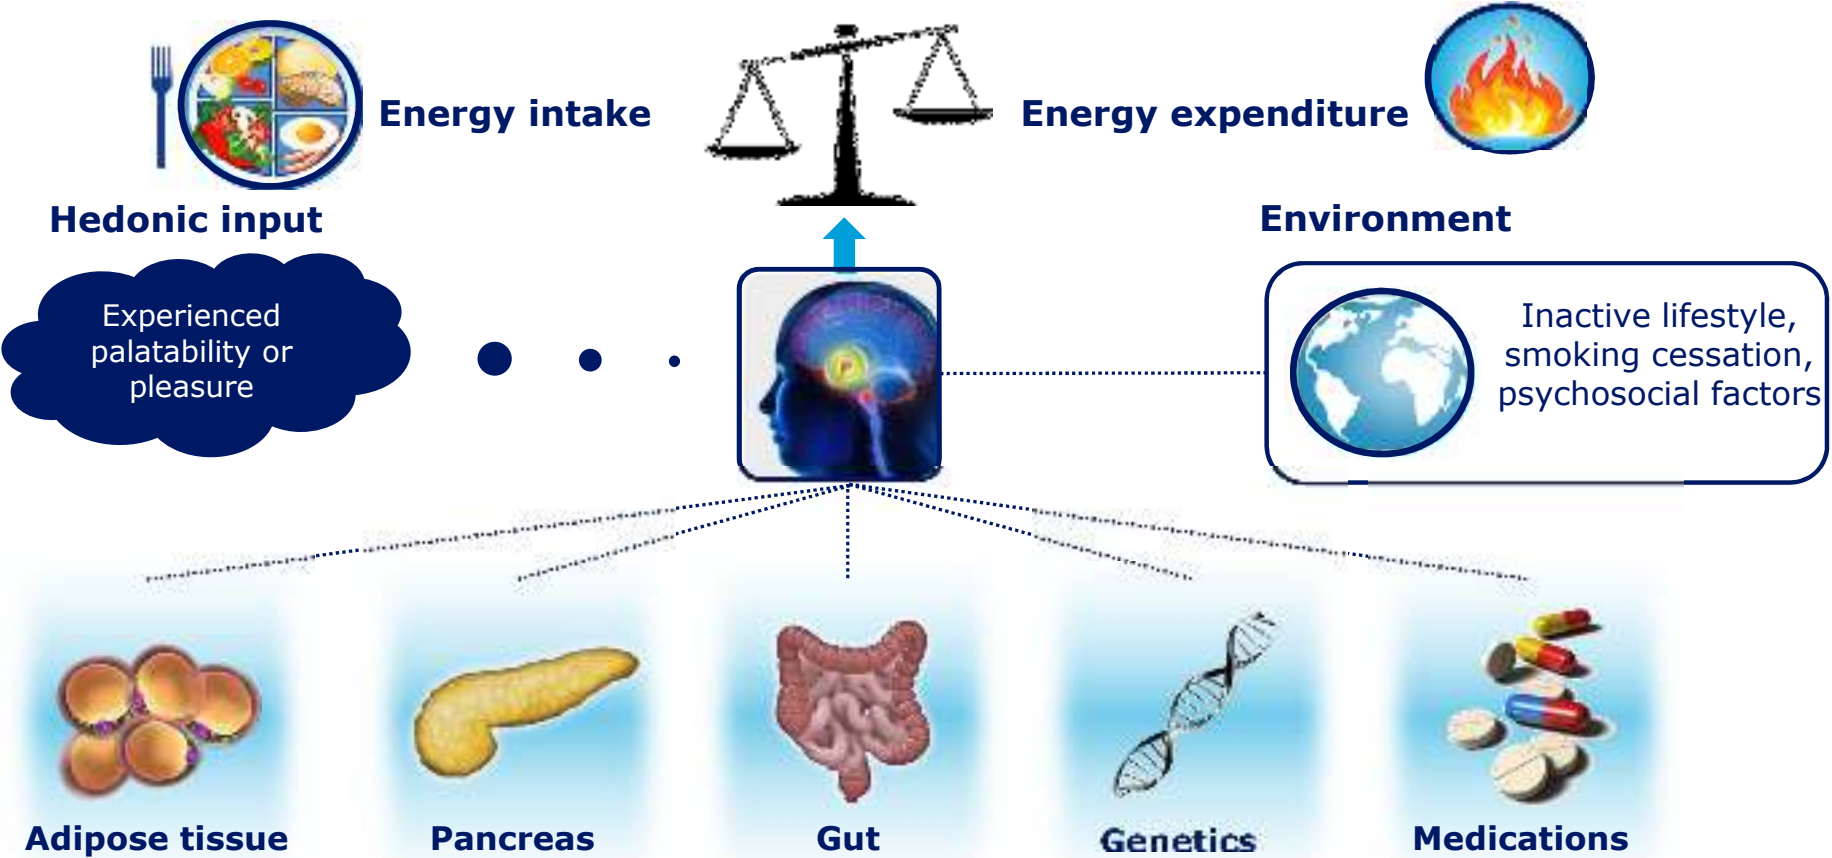 Energy intake
Energy expenditure
Hedonic input
Environment
Experienced
palatability or
pleasure
Inactive lifestyle,
smoking cessation,
psychosocial factors
Adipose tissue
Pancreas
Gut
Genetics
Medications